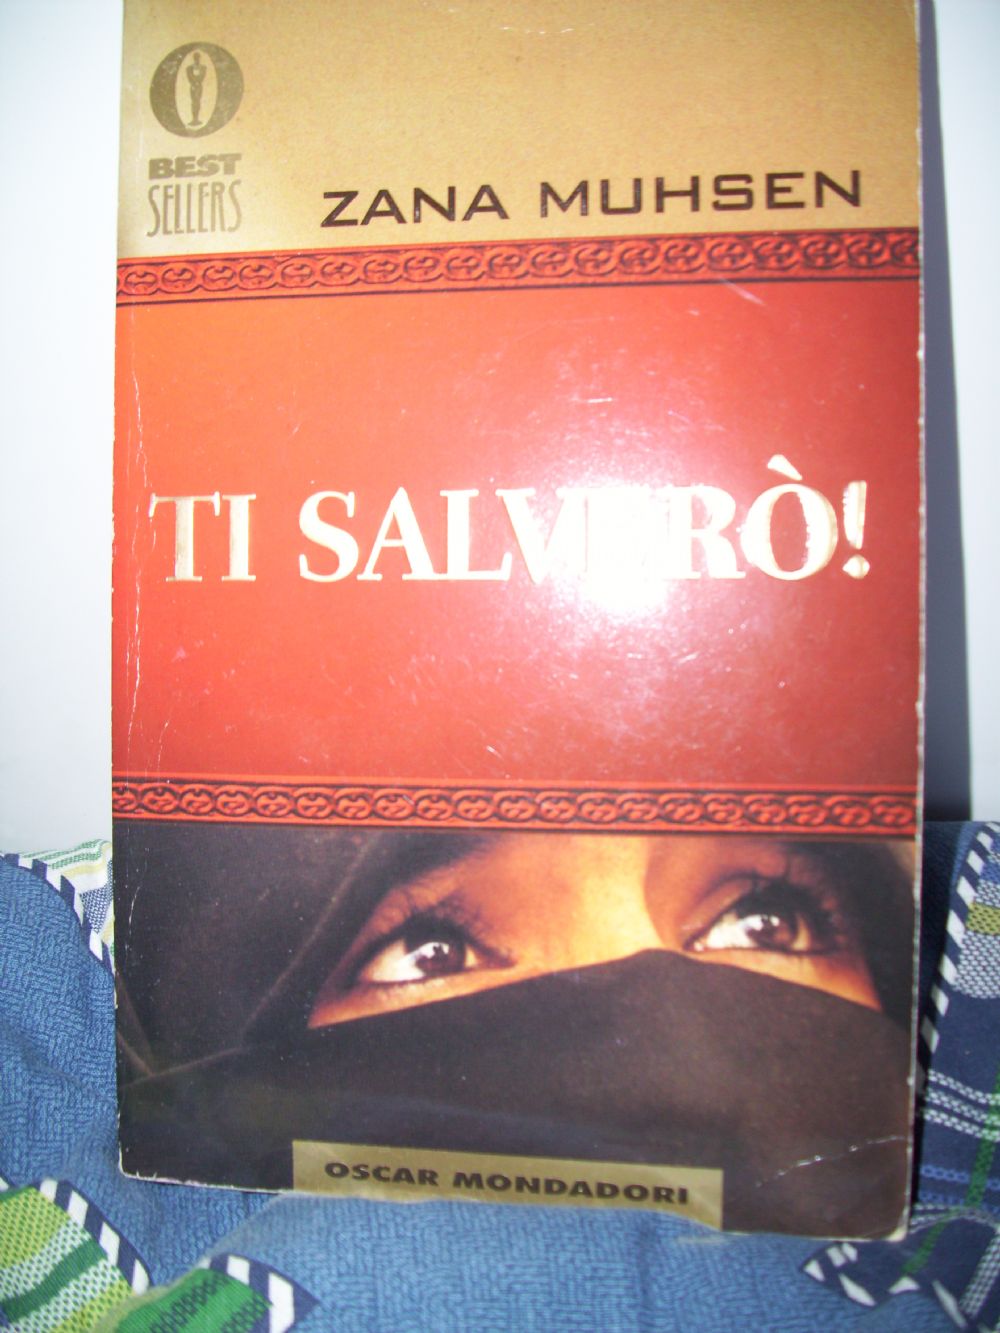 BEST
SELLERS
ZANA MUHSEN
TI SALVERÒ!
OSCAR MONDADORI